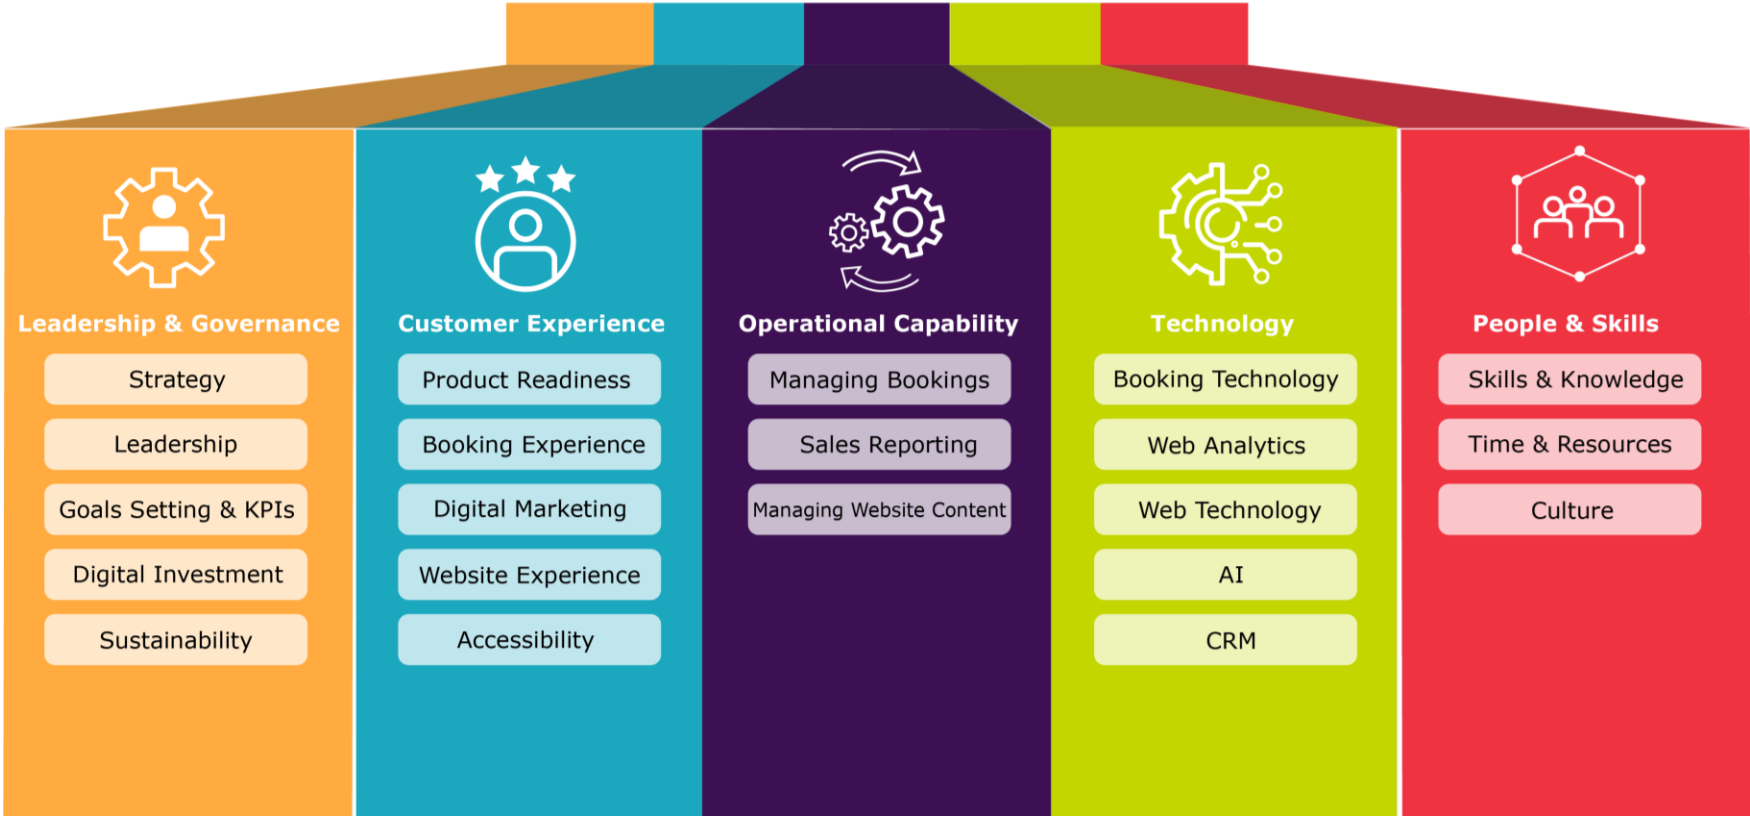 Leadership & Governance
Strategy
Leadership
Goals Setting & KPIs
Digital Investment
Sustainability
Customer Experience
Product Readiness
Booking Experience
Digital Marketing
Website Experience
Accessibility
Operational Capability
Managing Bookings
Sales Reporting
Managing Website Content
Technology
Booking Technology
Web Analytics
Web Technology
AI
CRM
People & Skills
Skills & Knowledge
Time & Resources
Culture